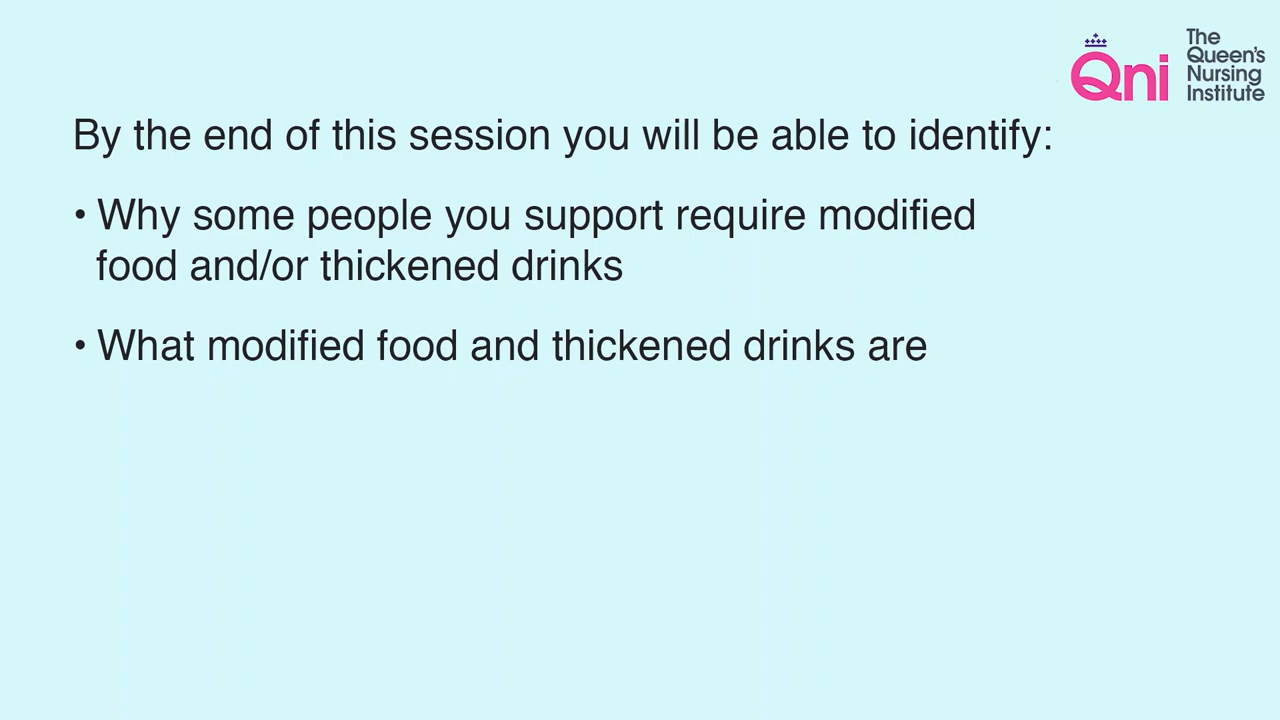 Qni
The
Queen's
Nursing
Institute
By the end of this session you will be able to identify:
• Why some people you support require modified
food and/or thickened drinks
• What modified food and thickened drinks are